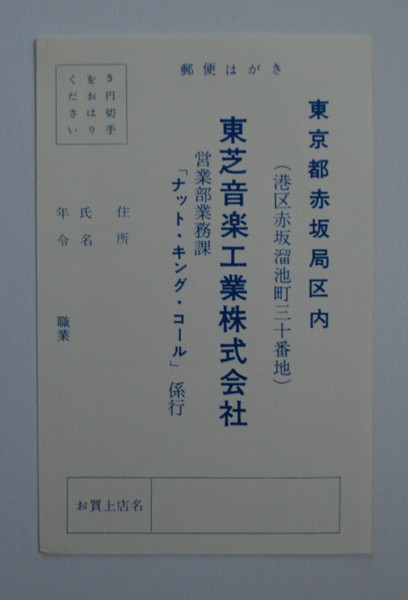 郵便はがき
5円切手
をおはり
ください
東京都赤坂局区内
(港区赤坂溜池町三十番地)
東芝音楽工業株式会社
営業部業務課
「ナット・キング・コール」係行
住所
氏名
年令
職業
お買上店名